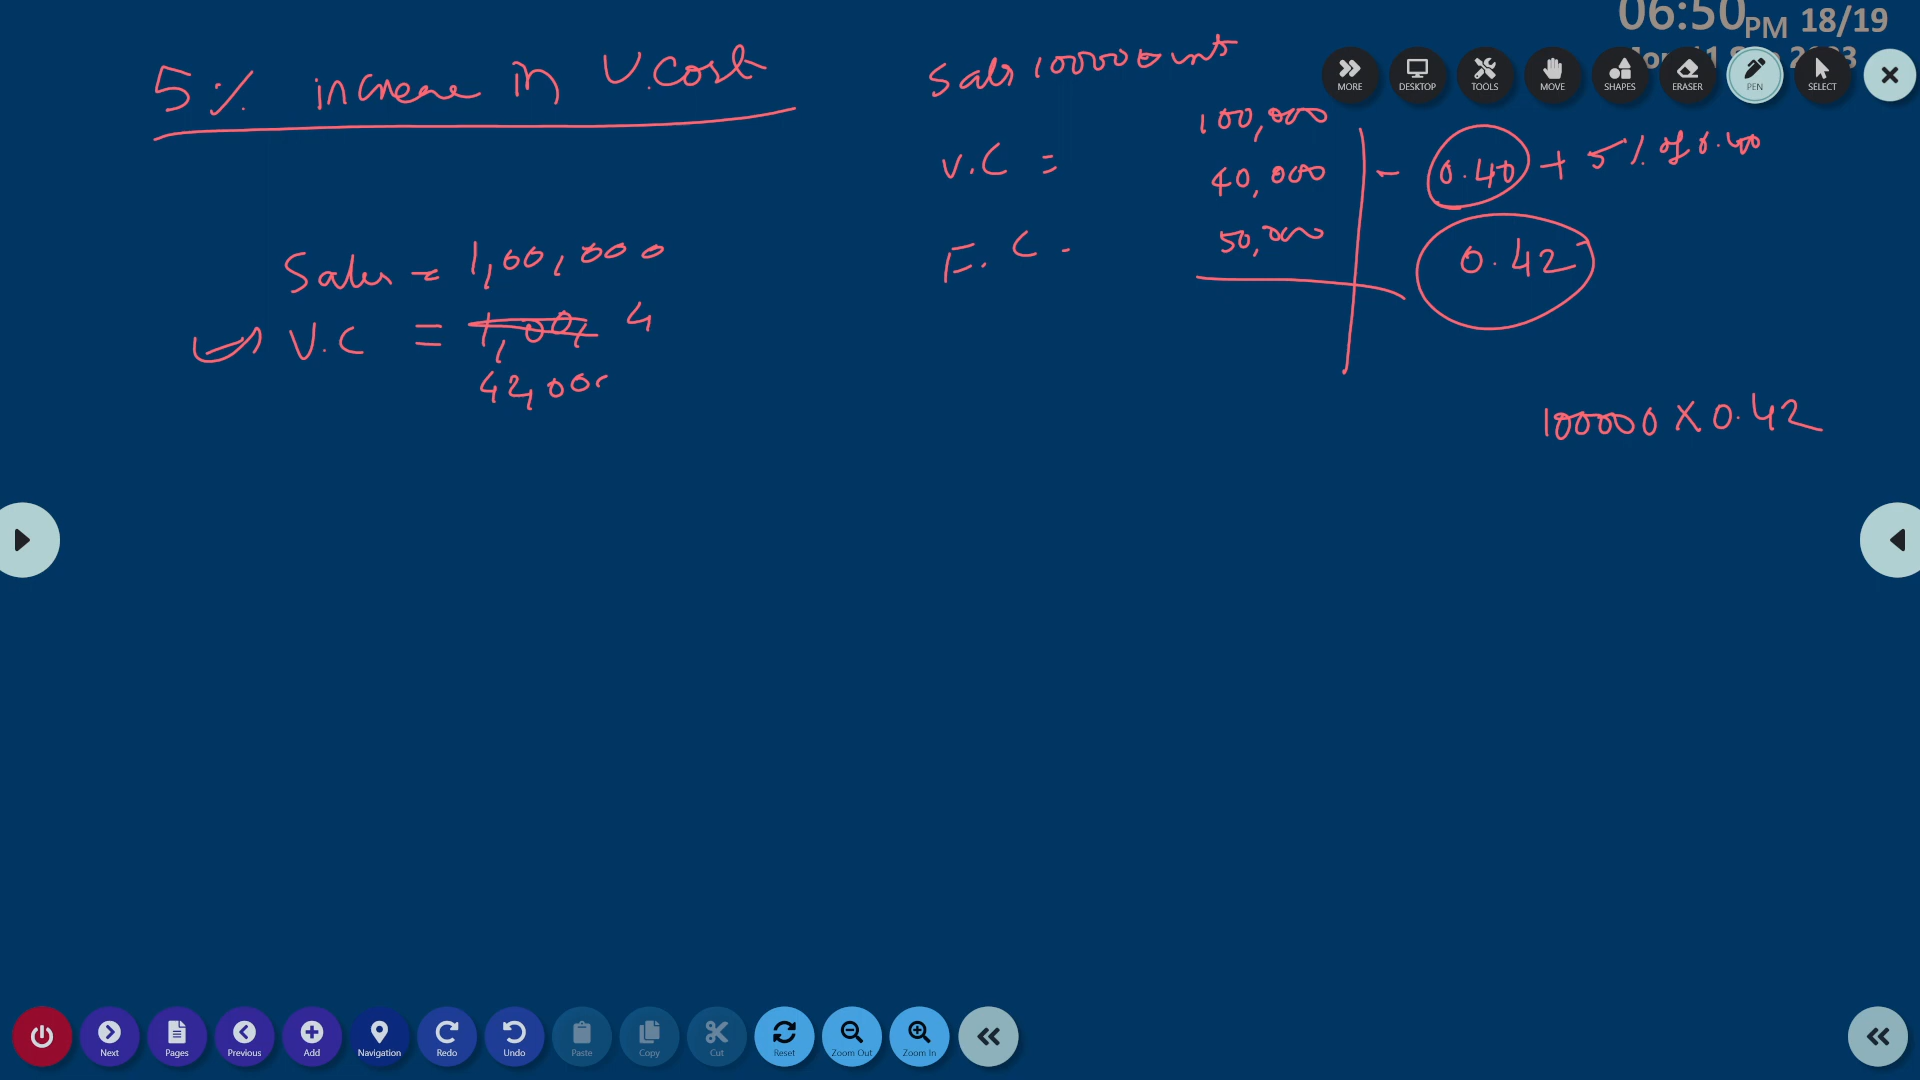 06:50 PM 18/19
5% increase in V.cost
Sales 100000 units
100,000
V.C = 40,000 - 0.40 + 5% of 0.40
F.C. 50,000
0.42
Sales = 1,00,000
V.C = 1,00, 4
42,000
100000 X 0.42
MORE DESKTOP TOOLS MOVE SHAPES ERASER PEN SELECT
Next Pages Previous Add Navigation Redo Undo Paste Copy Cut Reset Zoom Out Zoom In